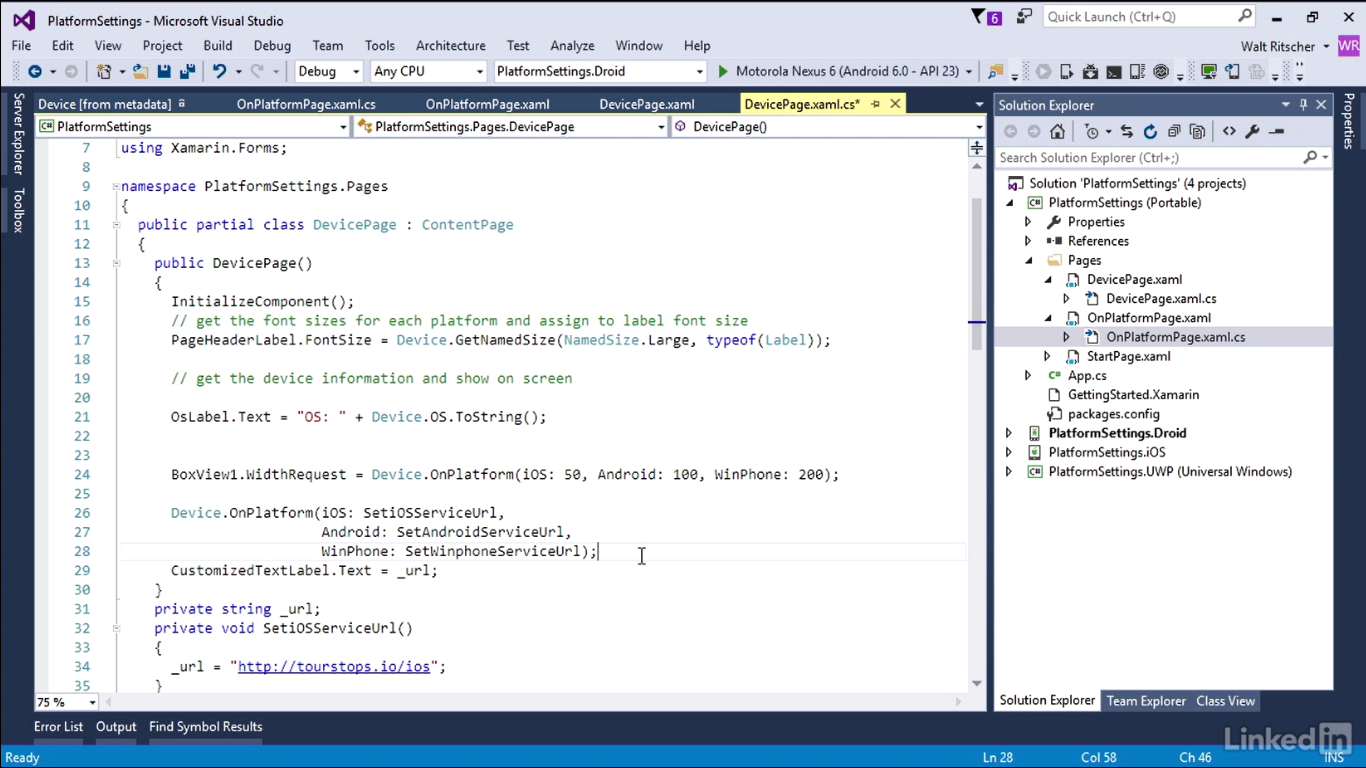 PlatformSettings - Microsoft Visual Studio
6
Quick Launch (Ctrl+Q)
File Edit View Project Build Debug Team Tools Architecture Test Analyze Window Help
Walt Ritscher WR
Debug Any CPU PlatformSettings.Droid Motorola Nexus 6 (Android 6.0 - API 23)
Server Explorer
Toolbox
Device [from metadata] OnPlatformPage.xaml.cs OnPlatformPage.xaml DevicePage.xaml DevicePage.xaml.cs*
C# PlatformSettings PlatformSettings.Pages.DevicePage DevicePage()
7 using Xamarin.Forms;
8
9 namespace PlatformSettings.Pages
10 {
11 public partial class DevicePage : ContentPage
12 {
13 public DevicePage()
14 {
15 InitializeComponent();
16 // get the font sizes for each platform and assign to label font size
17 PageHeaderLabel.FontSize = Device.GetNamedSize(NamedSize.Large, typeof(Label));
18
19 // get the device information and show on screen
20
21 OsLabel.Text = "OS: " + Device.OS.ToString();
22
23
24 BoxView1.WidthRequest = Device.OnPlatform(iOS: 50, Android: 100, WinPhone: 200);
25
26 Device.OnPlatform(iOS: SetiOSServiceUrl,
27 Android: SetAndroidServiceUrl,
28 WinPhone: SetWinphoneServiceUrl);
29 CustomizedTextLabel.Text = _url;
30 }
31 private string _url;
32 private void SetiOSServiceUrl()
33 {
34 _url = "http://tourstops.io/ios";
35 }
75 %
Solution Explorer
Search Solution Explorer (Ctrl+;)
Solution 'PlatformSettings' (4 projects)
C# PlatformSettings (Portable)
Properties
References
Pages
DevicePage.xaml
DevicePage.xaml.cs
OnPlatformPage.xaml
OnPlatformPage.xaml.cs
StartPage.xaml
C# App.cs
GettingStarted.Xamarin
packages.config
PlatformSettings.Droid
PlatformSettings.iOS
C# PlatformSettings.UWP (Universal Windows)
Solution Explorer Team Explorer Class View
Properties
Error List Output Find Symbol Results
LinkedIn
Ready Ln 28 Col 58 Ch 46 INS